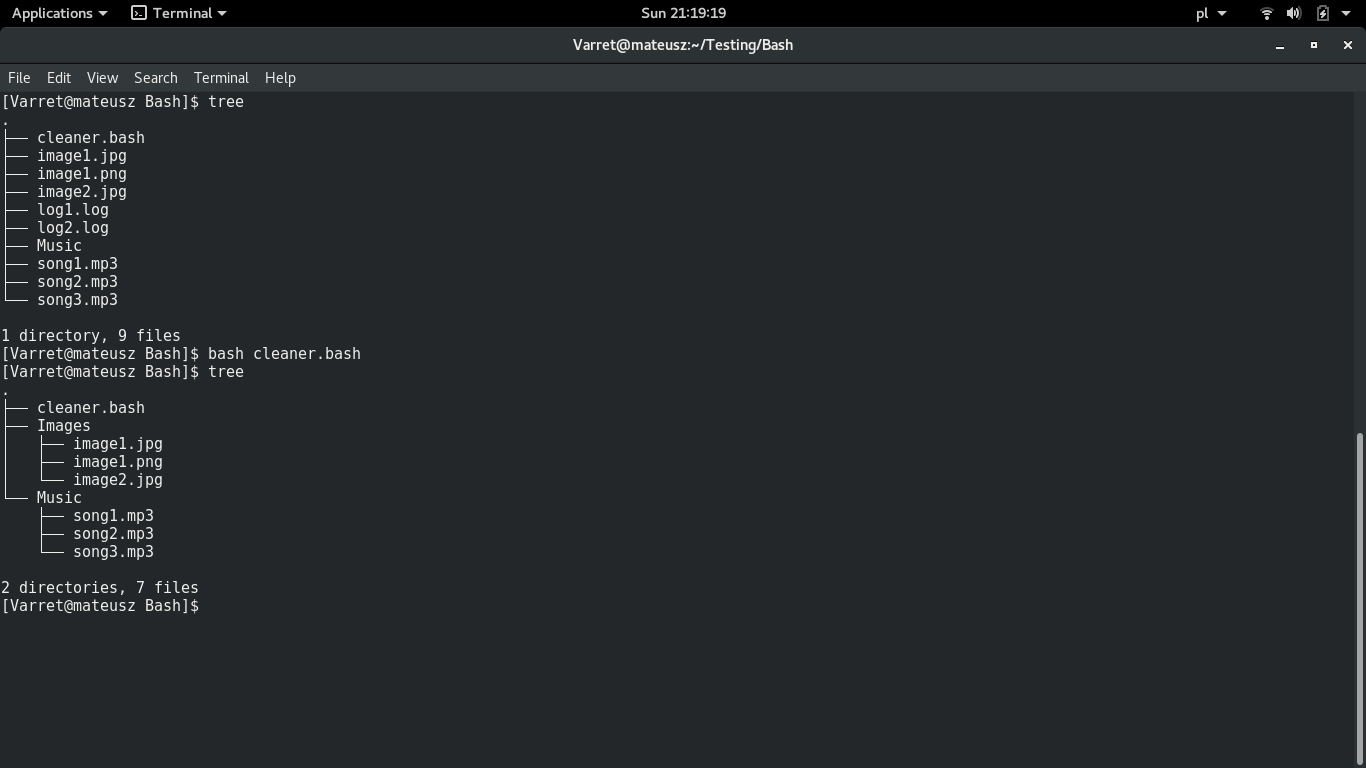 Applications Terminal Sun 21:19:19 pl
Varret@mateusz:~/Testing/Bash
File Edit View Search Terminal Help
[Varret@mateusz Bash]$ tree
.
├── cleaner.bash
├── image1.jpg
├── image1.png
├── image2.jpg
├── log1.log
├── log2.log
├── Music
├── song1.mp3
├── song2.mp3
└── song3.mp3
1 directory, 9 files
[Varret@mateusz Bash]$ bash cleaner.bash
[Varret@mateusz Bash]$ tree
.
├── cleaner.bash
├── Images
│   ├── image1.jpg
│   ├── image1.png
│   └── image2.jpg
└── Music
    ├── song1.mp3
    ├── song2.mp3
    └── song3.mp3
2 directories, 7 files
[Varret@mateusz Bash]$